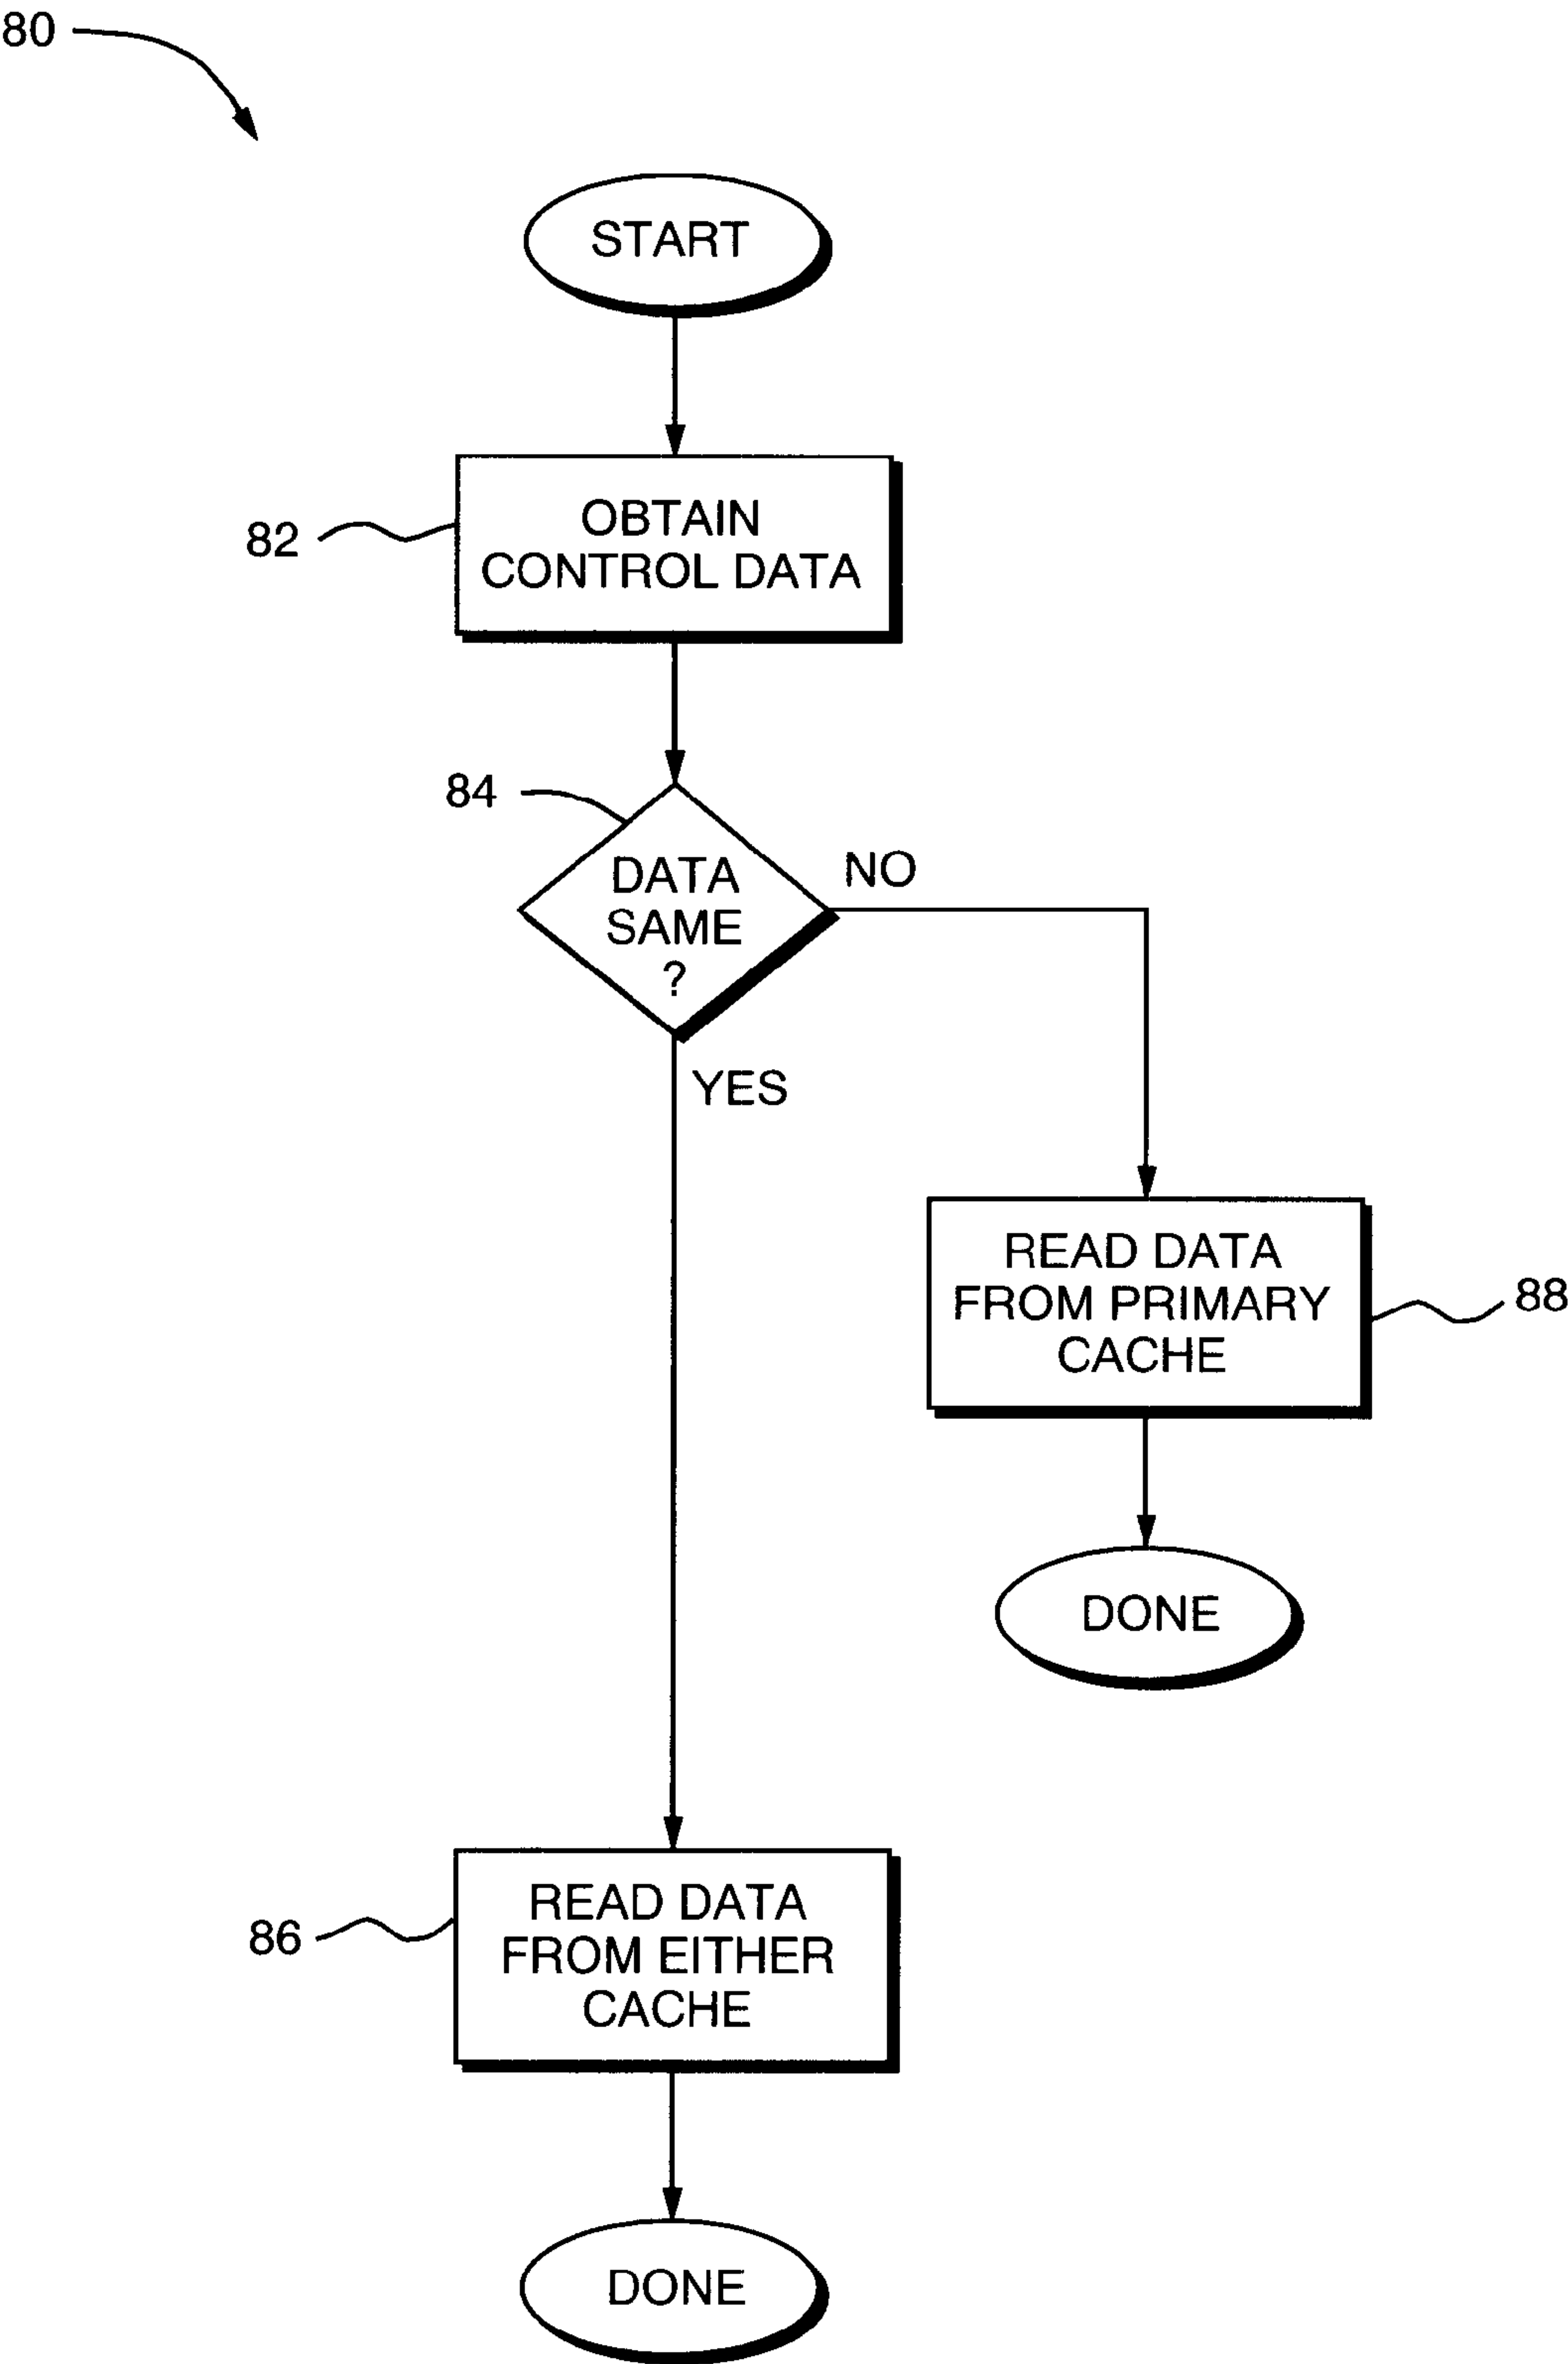 80
START
82
OBTAIN
CONTROL DATA
84
DATA
SAME
?
NO
YES
READ DATA
FROM PRIMARY
CACHE
88
DONE
86
READ DATA
FROM EITHER
CACHE
DONE